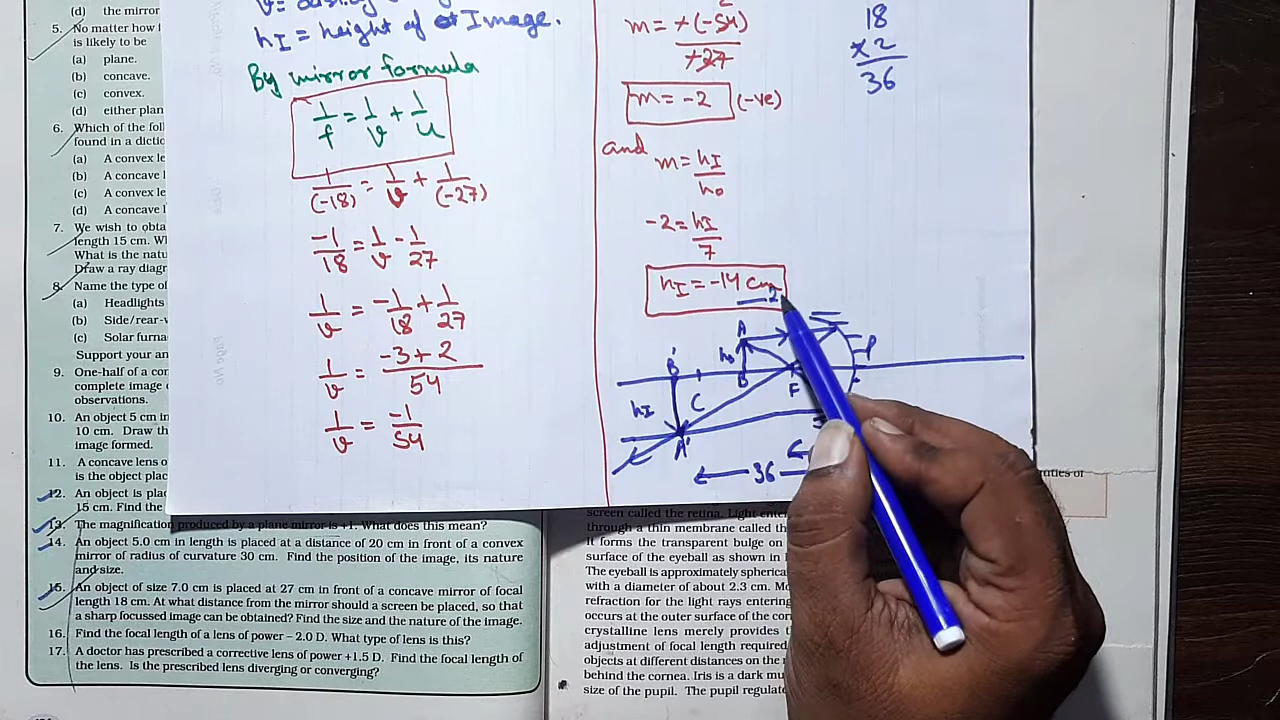 (d) the mirror
5. No matter how
is likely to be
(a) plane.
(b) concave.
(c) convex.
(d) either plan
6. Which of the fol
found in a dictio
(a) A convex le
(b) A concave l
(c) A convex le
(d) A concave l
7. We wish to obta
length 15 cm. W
What is the natu
Draw a ray diagr
8. Name the type of
(a) Headlights
(b) Side/rear-v
(c) Solar furna
Support your an
9. One-half of a con
complete image
observations.
10. An object 5 cm in
10 cm. Draw th
image formed.
11. A concave lens o
is the object plac
12. An object is plac
15 cm. Find the
13. The magnification produced by a plane mirror is +1. What does this mean?
14. An object 5.0 cm in length is placed at a distance of 20 cm in front of a convex
mirror of radius of curvature 30 cm. Find the position of the image, its nature
and size.
15. An object of size 7.0 cm is placed at 27 cm in front of a concave mirror of focal
length 18 cm. At what distance from the mirror should a screen be placed, so that
a sharp focussed image can be obtained? Find the size and the nature of the image.
16. Find the focal length of a lens of power – 2.0 D. What type of lens is this?
17. A doctor has prescribed a corrective lens of power +1.5 D. Find the focal length of
the lens. Is the prescribed lens diverging or converging?
hI = height of Image.
By mirror formula
1/f = 1/v + 1/u
1/(-18) = 1/v + 1/(-27)
-1/18 = 1/v - 1/27
1/v = -1/18 + 1/27
1/v = -3+2/54
1/v = -1/54
m = +(-54)/+27
m = -2 (-ve)
and m = hI/ho
-2 = hI/7
hI = -14 cm
18
×2
36
A
ho
B'
B
F
P
C
hI
A'
36
screen called the retina. Light enter
through a thin membrane called th
It forms the transparent bulge on
surface of the eyeball as shown in
The eyeball is approximately spherica
with a diameter of about 2.3 cm. Mo
refraction for the light rays entering
occurs at the outer surface of the cor
crystalline lens merely provides t
adjustment of focal length required
objects at different distances on the
behind the cornea. Iris is a dark mu
size of the pupil. The pupil regulate